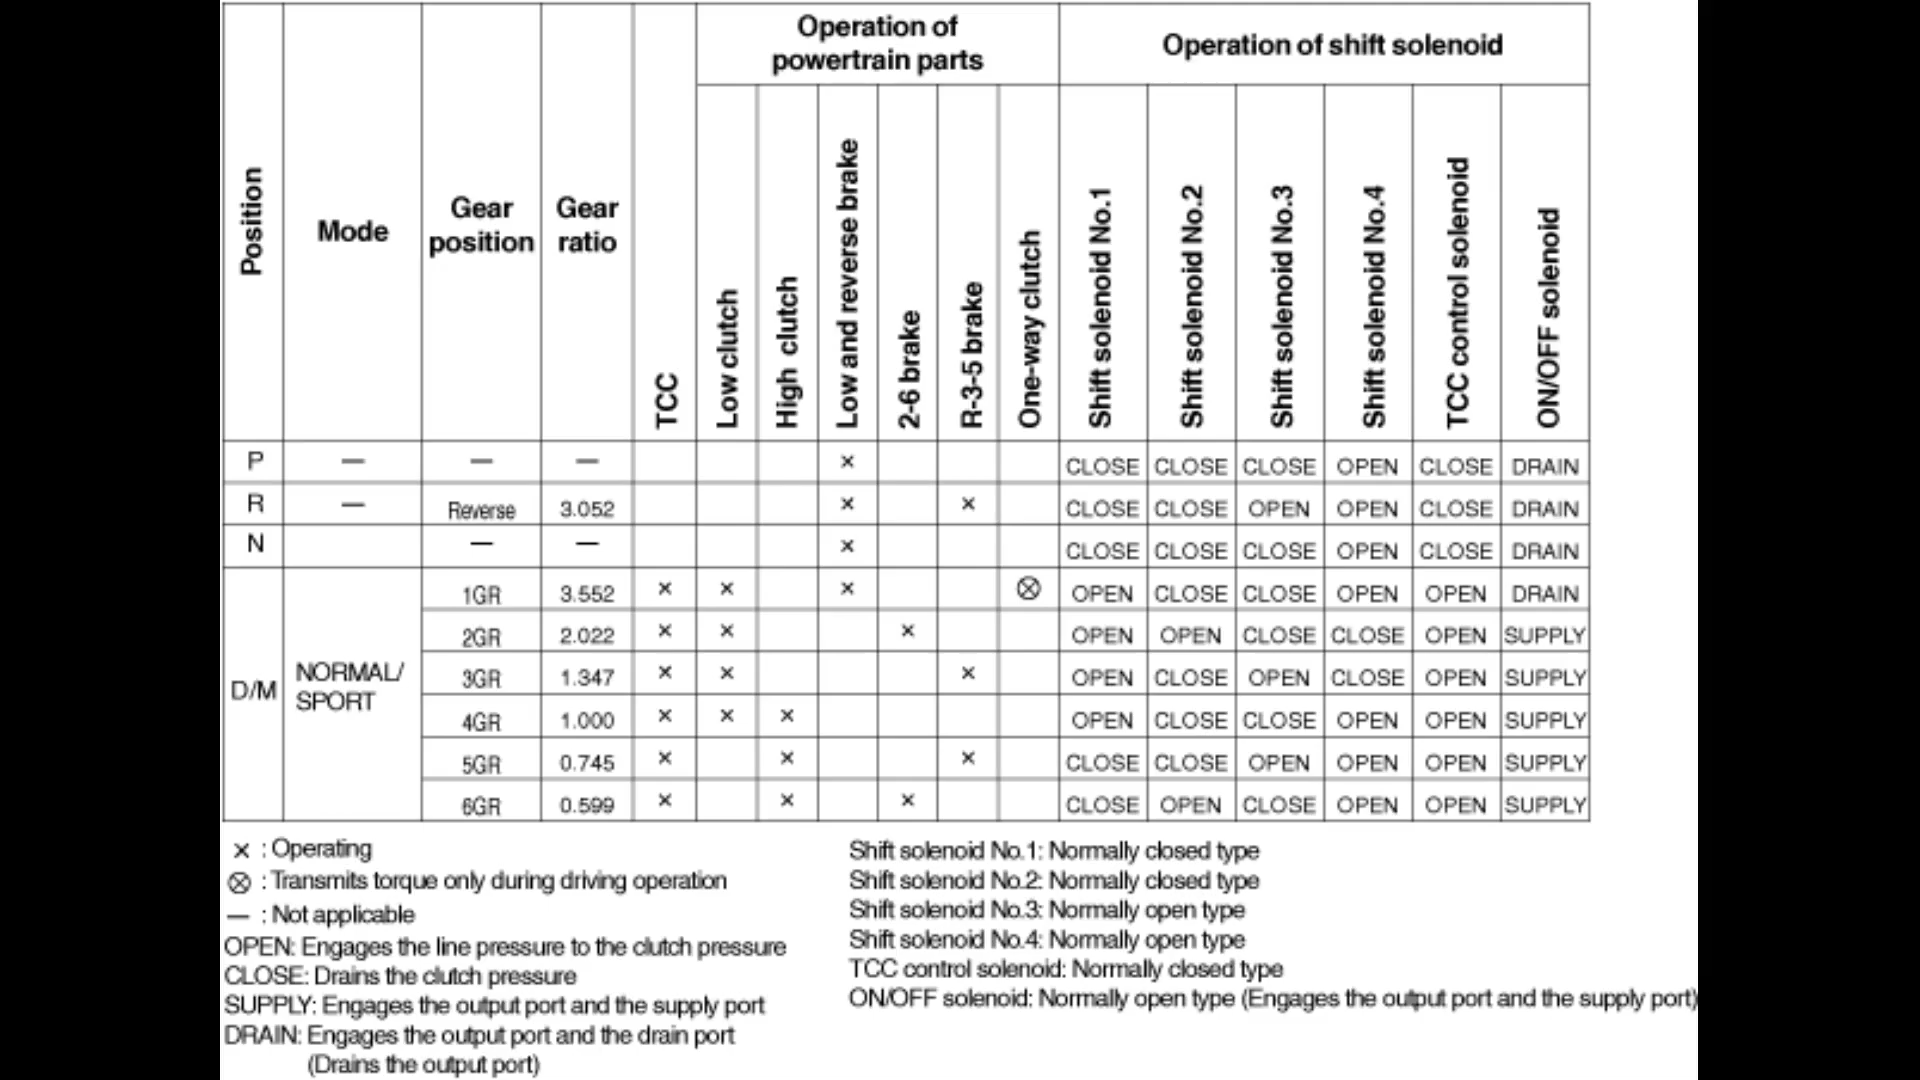 Operation of
powertrain parts
Operation of shift solenoid
Position
Mode
Gear
position
Gear
ratio
TCC
Low clutch
High clutch
Low and reverse brake
2-6 brake
R-3-5 brake
One-way clutch
Shift solenoid No.1
Shift solenoid No.2
Shift solenoid No.3
Shift solenoid No.4
TCC control solenoid
ON/OFF solenoid
P — — — × CLOSE CLOSE CLOSE OPEN CLOSE DRAIN
R — Reverse 3.052 × × CLOSE CLOSE OPEN OPEN CLOSE DRAIN
N — — × CLOSE CLOSE CLOSE OPEN CLOSE DRAIN
D/M
NORMAL/
SPORT
1GR 3.552 × × × ⊗ OPEN CLOSE CLOSE OPEN OPEN DRAIN
2GR 2.022 × × × OPEN OPEN CLOSE CLOSE OPEN SUPPLY
3GR 1.347 × × × OPEN CLOSE OPEN CLOSE OPEN SUPPLY
4GR 1.000 × × × OPEN CLOSE CLOSE OPEN OPEN SUPPLY
5GR 0.745 × × × CLOSE CLOSE OPEN OPEN OPEN SUPPLY
6GR 0.599 × × × CLOSE OPEN CLOSE OPEN OPEN SUPPLY
× : Operating
⊗ : Transmits torque only during driving operation
— : Not applicable
OPEN: Engages the line pressure to the clutch pressure
CLOSE: Drains the clutch pressure
SUPPLY: Engages the output port and the supply port
DRAIN: Engages the output port and the drain port
(Drains the output port)
Shift solenoid No.1: Normally closed type
Shift solenoid No.2: Normally closed type
Shift solenoid No.3: Normally open type
Shift solenoid No.4: Normally open type
TCC control solenoid: Normally closed type
ON/OFF solenoid: Normally open type (Engages the output port and the supply port)